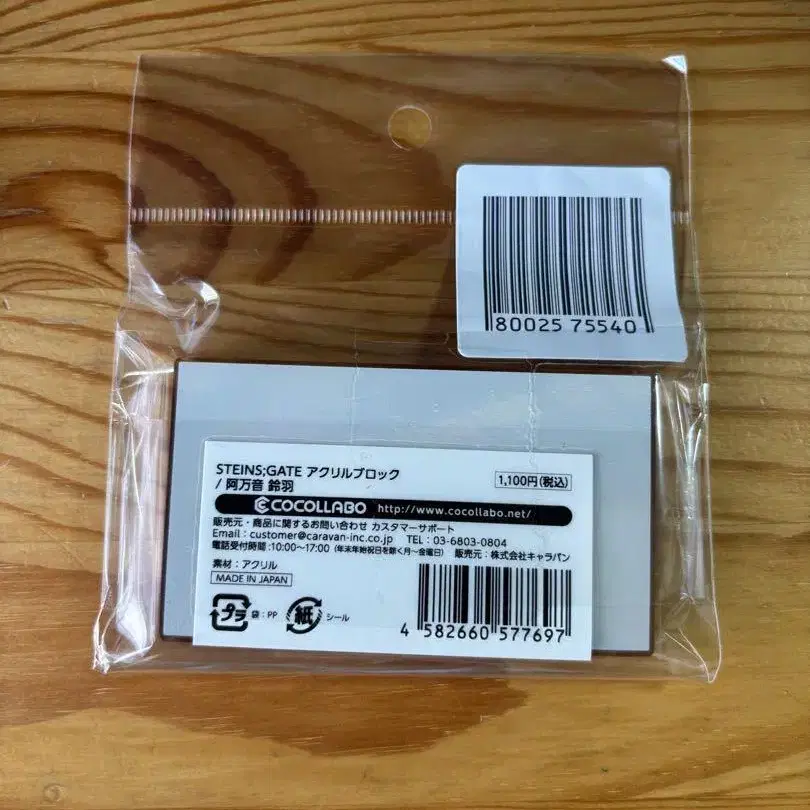 80025 75540
STEINS;GATE アクリルブロック
/ 阿万音 鈴羽
1,100円(税込)
COCOLLABO http://www.cocollabo.net/
販売元・商品に関するお問い合わせ カスタマーサポート
Email : customer@caravan-inc.co.jp TEL : 03-6803-0804
電話受付時間:10:00～17:00 (年末年始祝日を除く月～金曜日) 販売元 : 株式会社キャラバン
素材 : アクリル
MADE IN JAPAN
プラ 袋 : PP 紙 シール
4 582660 577697